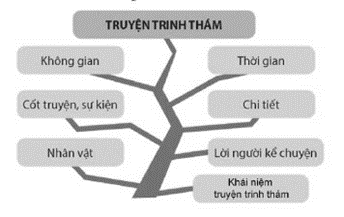 TRUYỆN TRINH THÁM
Không gian
Thời gian
Cốt truyện, sự kiện
Chi tiết
Nhân vật
Lời người kể chuyện
Khái niệm
truyện trinh thám